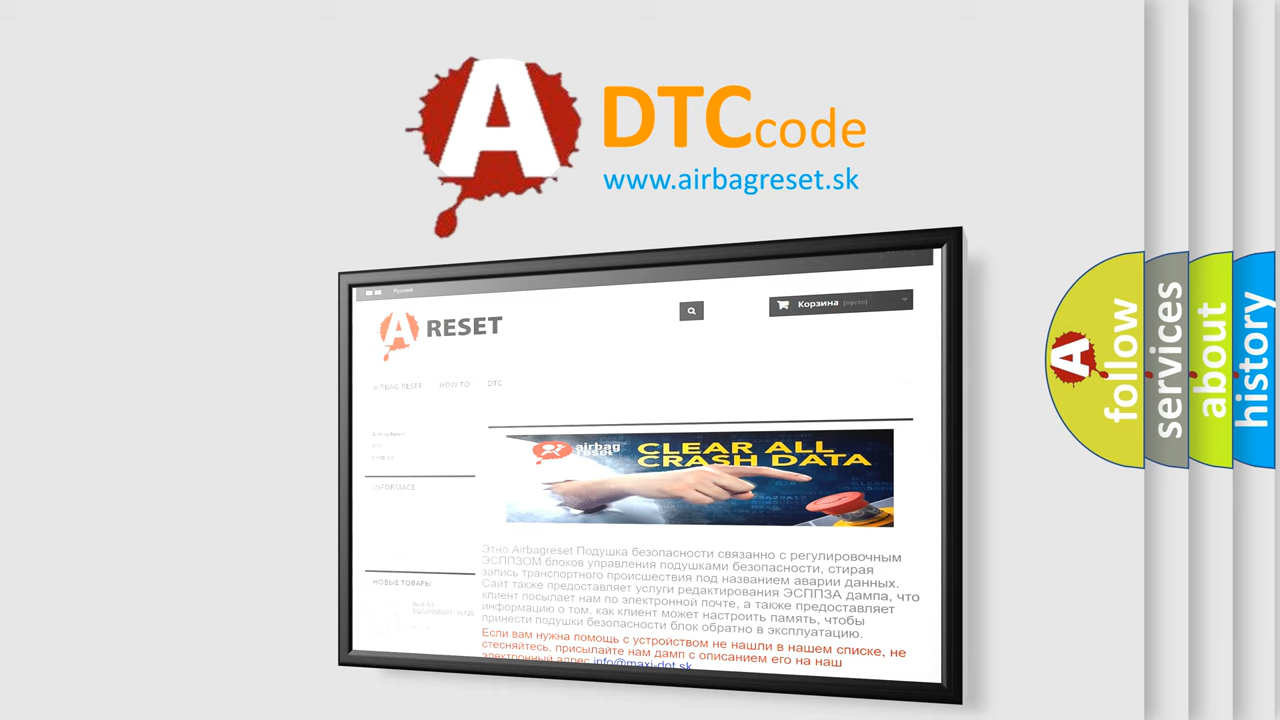 A
DTCcode
www.airbagreset.sk
Русский
A RESET
Корзина (пусто)
AIRBAG RESET HOW TO DTC
INFORMACE
НОВЫЕ ТОВАРЫ
airbag
reset
CLEAR ALL
CRASH DATA
Этно Airbagreset Подушка безопасности связанно с регулировочным
ЭСППЗОМ блоков управления подушками безопасности, стирая
запись транспортного происшествия под названием аварии данных.
Сайт также предоставляет услуги редактирования ЭСППЗА дампа, что
клиент посылает нам по электронной почте, а также предоставляет
информацию о том, как клиент может настроить память, чтобы
принести подушки безопасности блок обратно в эксплуатацию.
Если вам нужна помощь с устройством не нашли в нашем списке, не
стесняйтесь, присылайте нам дамп с описанием его на наш
электронный адрес info@maxi-dot.sk
A
follow
services
about
history